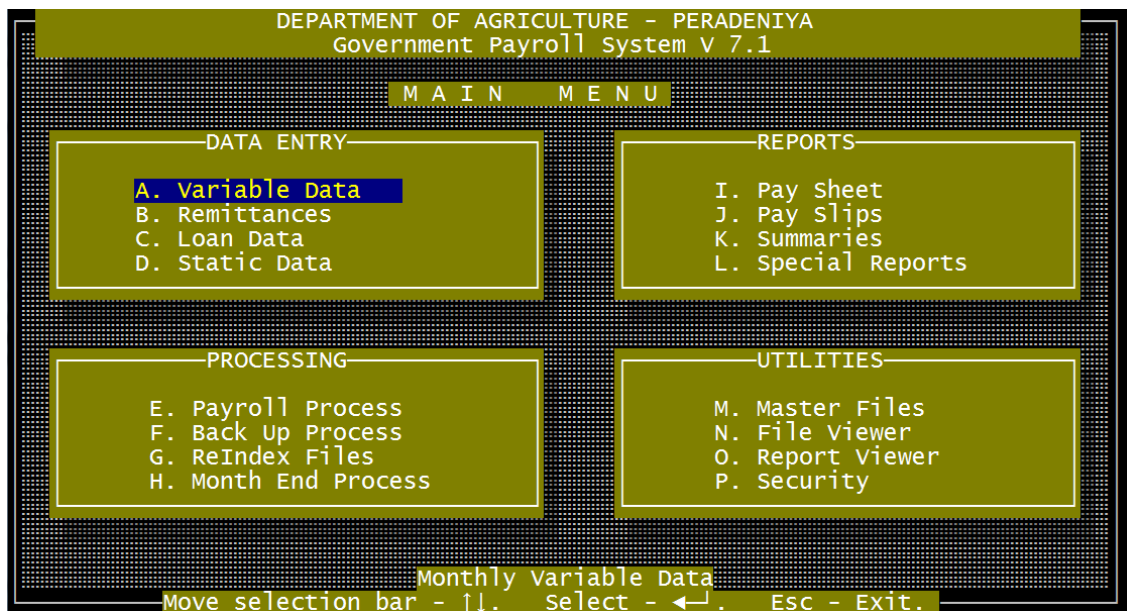 DEPARTMENT OF AGRICULTURE - PERADENIYA
Government Payroll System V 7.1
M A I N   M E N U
DATA ENTRY
A. Variable Data
B. Remittances
C. Loan Data
D. Static Data
REPORTS
I. Pay Sheet
J. Pay Slips
K. Summaries
L. Special Reports
PROCESSING
E. Payroll Process
F. Back Up Process
G. ReIndex Files
H. Month End Process
UTILITIES
M. Master Files
N. File Viewer
O. Report Viewer
P. Security
Monthly Variable Data
Move selection bar - ↑↓.  Select - ◄─┘.  Esc - Exit.